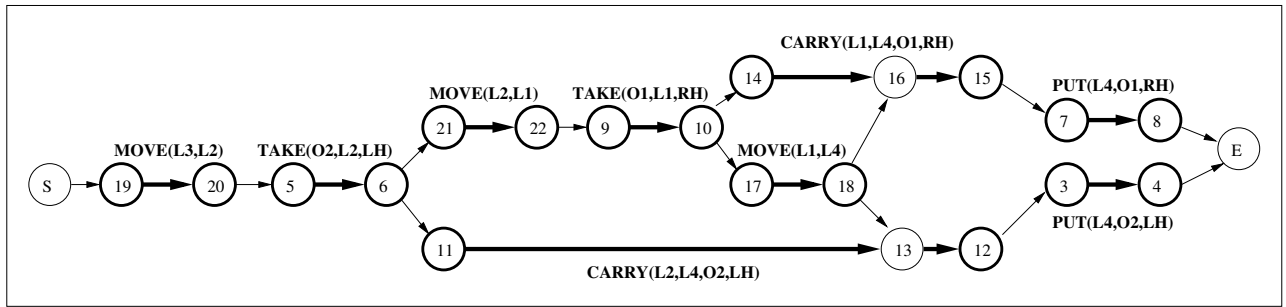 CARRY(L1,L4,O1,RH)
14
16
15
MOVE(L2,L1)
TAKE(O1,L1,RH)
PUT(L4,O1,RH)
21
22
9
10
7
8
MOVE(L3,L2)
TAKE(O2,L2,LH)
MOVE(L1,L4)
E
S
19
20
5
6
17
18
3
4
PUT(L4,O2,LH)
11
13
12
CARRY(L2,L4,O2,LH)